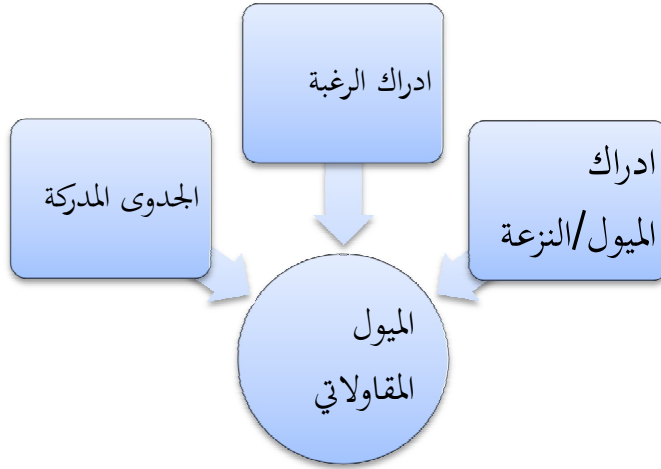 ادراك الرغبة
ادراك
الميول/النزعة
الجدوى المدركة
الميول
المقاولاتي